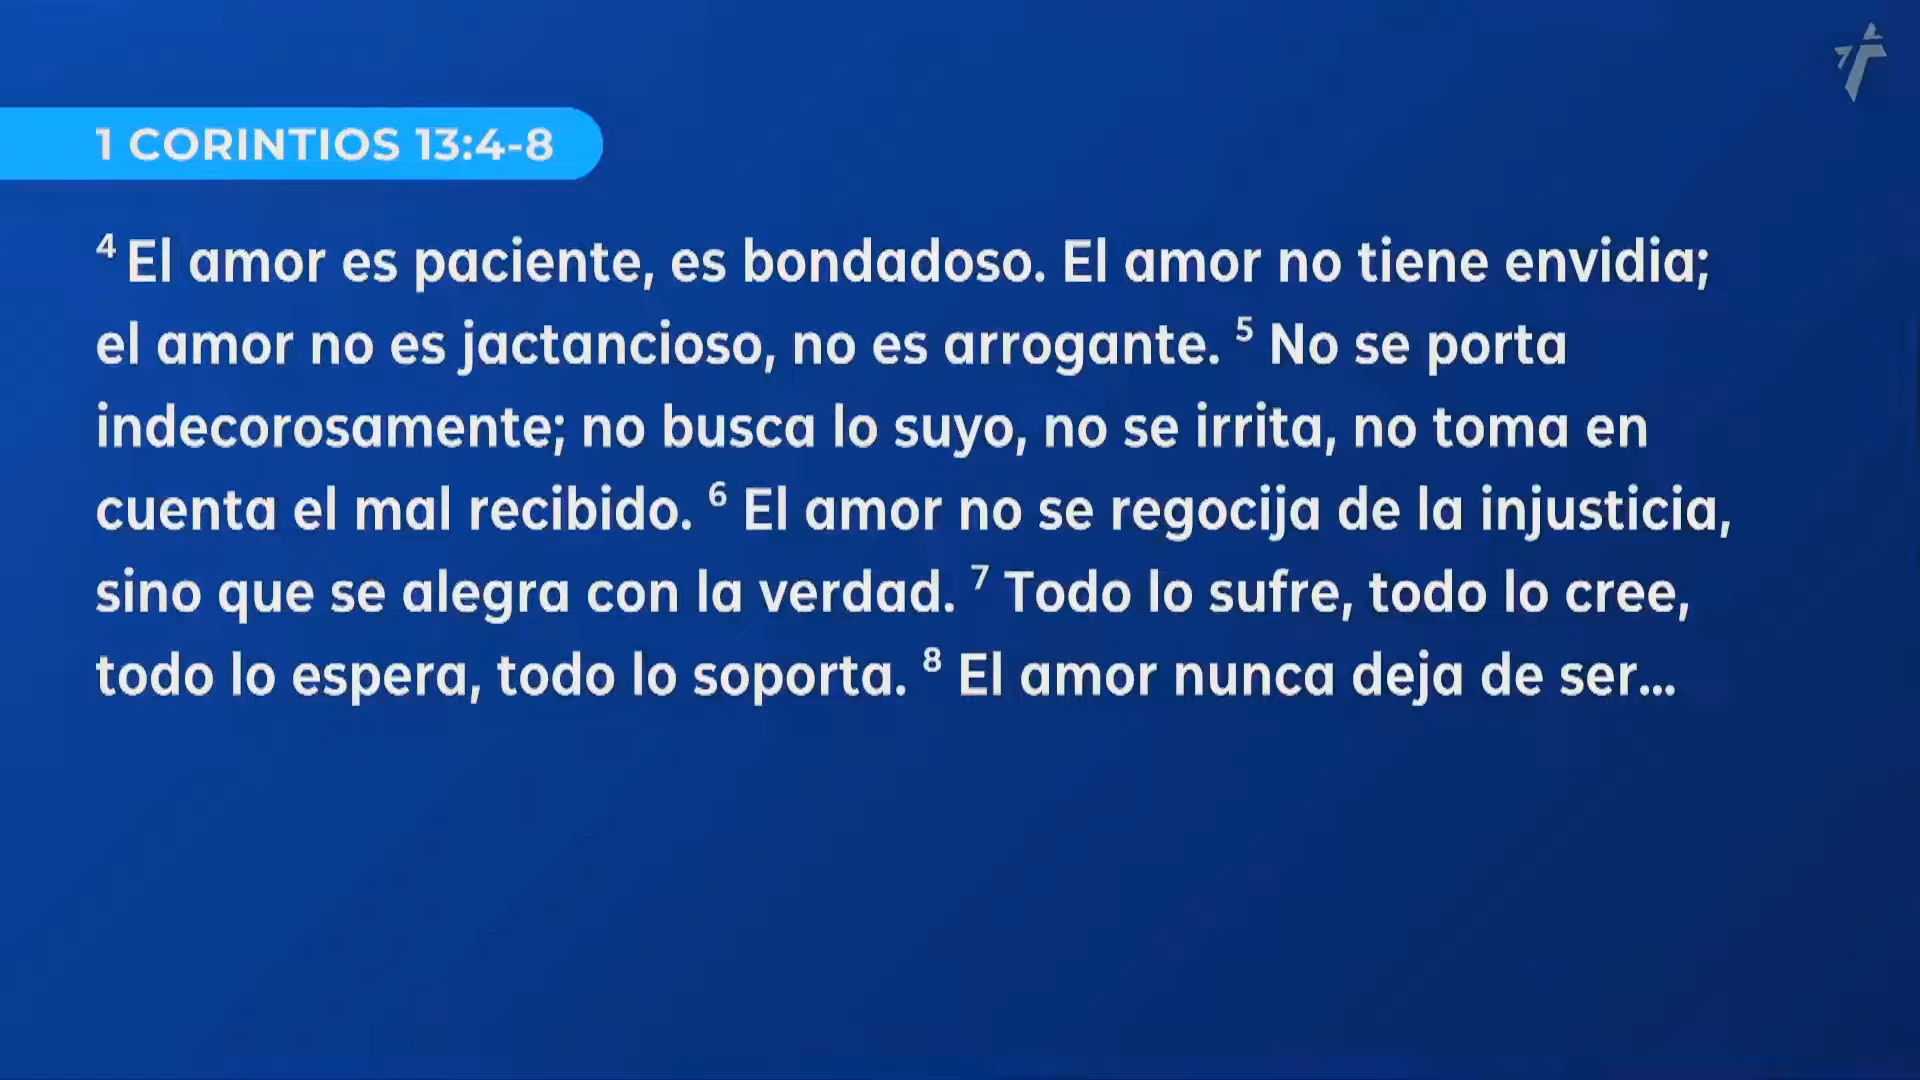 1 CORINTIOS 13:4-8
4 El amor es paciente, es bondadoso. El amor no tiene envidia;
el amor no es jactancioso, no es arrogante. 5 No se porta
indecorosamente; no busca lo suyo, no se irrita, no toma en
cuenta el mal recibido. 6 El amor no se regocija de la injusticia,
sino que se alegra con la verdad. 7 Todo lo sufre, todo lo cree,
todo lo espera, todo lo soporta. 8 El amor nunca deja de ser...